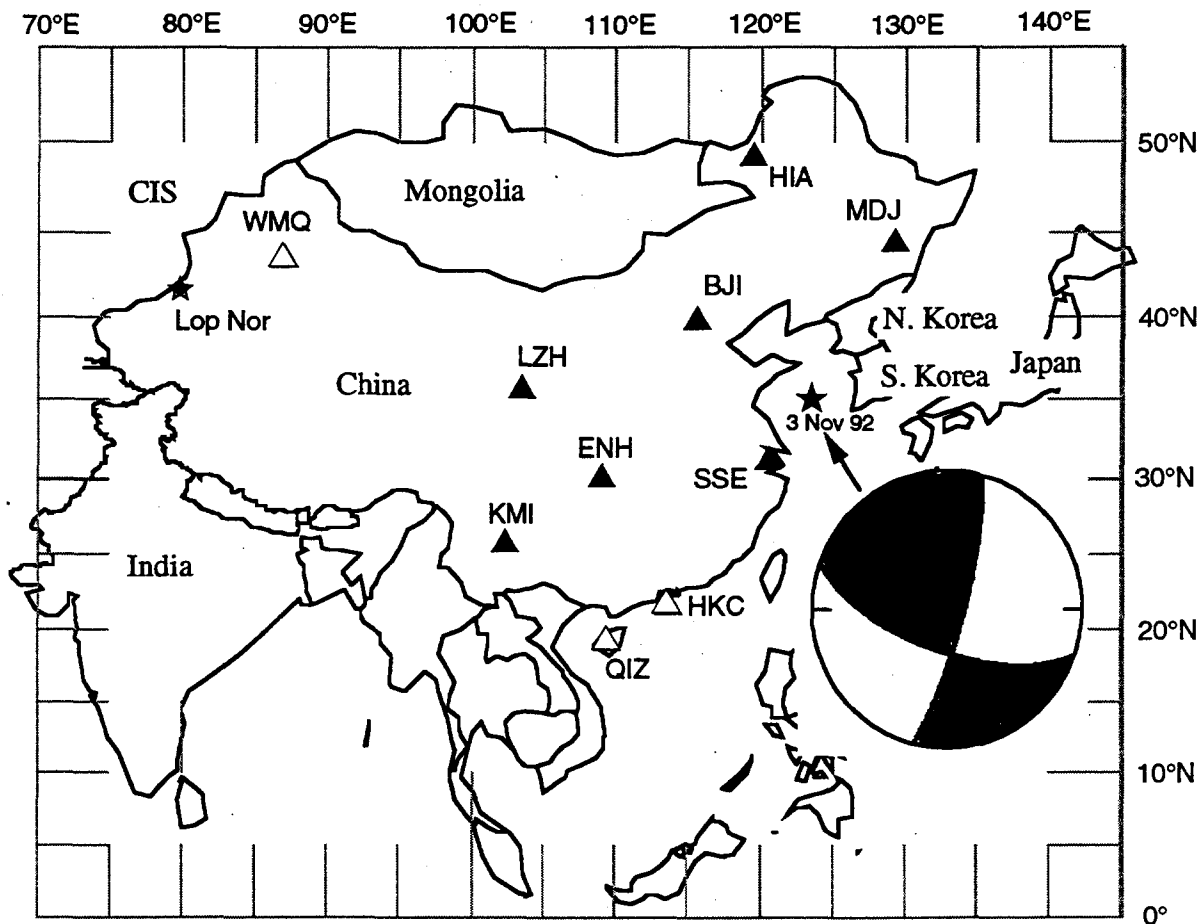 70°E 80°E 90°E 100°E 110°E 120°E 130°E 140°E
50°N
HIA
CIS
Mongolia
WMQ
MDJ
BJI
Lop Nor
40°N
N. Korea
LZH
China
Japan
S. Korea
3 Nov 92
ENH
SSE
30°N
KMI
India
HKC
20°N
QIZ
10°N
0°